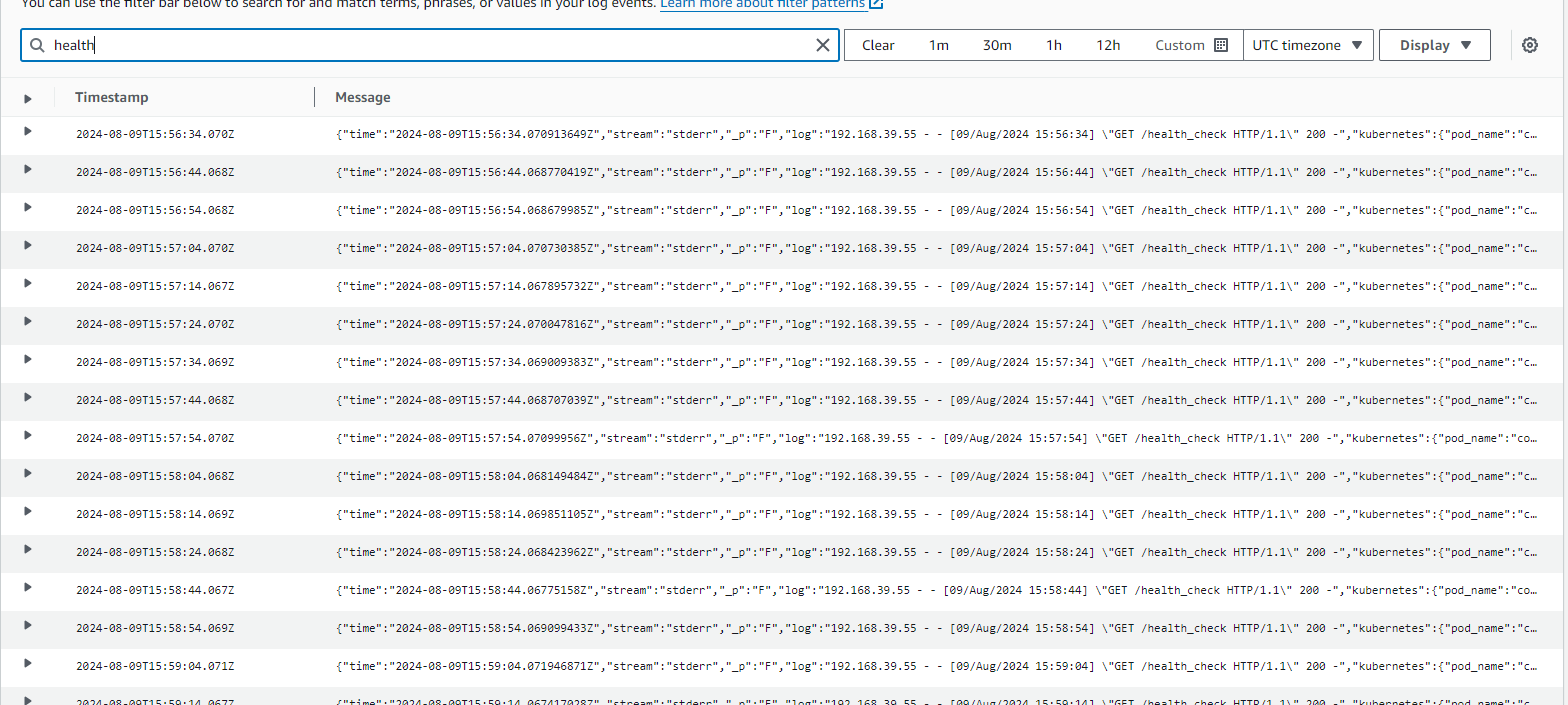 You can use the filter bar below to search for and match terms, phrases, or values in your log events. Learn more about filter patterns
health Clear 1m 30m 1h 12h Custom UTC timezone Display
Timestamp Message
2024-08-09T15:56:34.070Z {"time":"2024-08-09T15:56:34.070913649Z","stream":"stderr","_p":"F","log":"192.168.39.55 - - [09/Aug/2024 15:56:34] \"GET /health_check HTTP/1.1\" 200 -","kubernetes":{"pod_name":"c…
2024-08-09T15:56:44.068Z {"time":"2024-08-09T15:56:44.068770419Z","stream":"stderr","_p":"F","log":"192.168.39.55 - - [09/Aug/2024 15:56:44] \"GET /health_check HTTP/1.1\" 200 -","kubernetes":{"pod_name":"c…
2024-08-09T15:56:54.068Z {"time":"2024-08-09T15:56:54.068679985Z","stream":"stderr","_p":"F","log":"192.168.39.55 - - [09/Aug/2024 15:56:54] \"GET /health_check HTTP/1.1\" 200 -","kubernetes":{"pod_name":"c…
2024-08-09T15:57:04.070Z {"time":"2024-08-09T15:57:04.070730385Z","stream":"stderr","_p":"F","log":"192.168.39.55 - - [09/Aug/2024 15:57:04] \"GET /health_check HTTP/1.1\" 200 -","kubernetes":{"pod_name":"c…
2024-08-09T15:57:14.067Z {"time":"2024-08-09T15:57:14.067895732Z","stream":"stderr","_p":"F","log":"192.168.39.55 - - [09/Aug/2024 15:57:14] \"GET /health_check HTTP/1.1\" 200 -","kubernetes":{"pod_name":"c…
2024-08-09T15:57:24.070Z {"time":"2024-08-09T15:57:24.070047816Z","stream":"stderr","_p":"F","log":"192.168.39.55 - - [09/Aug/2024 15:57:24] \"GET /health_check HTTP/1.1\" 200 -","kubernetes":{"pod_name":"c…
2024-08-09T15:57:34.069Z {"time":"2024-08-09T15:57:34.069009383Z","stream":"stderr","_p":"F","log":"192.168.39.55 - - [09/Aug/2024 15:57:34] \"GET /health_check HTTP/1.1\" 200 -","kubernetes":{"pod_name":"c…
2024-08-09T15:57:44.068Z {"time":"2024-08-09T15:57:44.068707039Z","stream":"stderr","_p":"F","log":"192.168.39.55 - - [09/Aug/2024 15:57:44] \"GET /health_check HTTP/1.1\" 200 -","kubernetes":{"pod_name":"c…
2024-08-09T15:57:54.070Z {"time":"2024-08-09T15:57:54.07099956Z","stream":"stderr","_p":"F","log":"192.168.39.55 - - [09/Aug/2024 15:57:54] \"GET /health_check HTTP/1.1\" 200 -","kubernetes":{"pod_name":"co…
2024-08-09T15:58:04.068Z {"time":"2024-08-09T15:58:04.068149484Z","stream":"stderr","_p":"F","log":"192.168.39.55 - - [09/Aug/2024 15:58:04] \"GET /health_check HTTP/1.1\" 200 -","kubernetes":{"pod_name":"c…
2024-08-09T15:58:14.069Z {"time":"2024-08-09T15:58:14.069851105Z","stream":"stderr","_p":"F","log":"192.168.39.55 - - [09/Aug/2024 15:58:14] \"GET /health_check HTTP/1.1\" 200 -","kubernetes":{"pod_name":"c…
2024-08-09T15:58:24.068Z {"time":"2024-08-09T15:58:24.068423962Z","stream":"stderr","_p":"F","log":"192.168.39.55 - - [09/Aug/2024 15:58:24] \"GET /health_check HTTP/1.1\" 200 -","kubernetes":{"pod_name":"c…
2024-08-09T15:58:44.067Z {"time":"2024-08-09T15:58:44.06775158Z","stream":"stderr","_p":"F","log":"192.168.39.55 - - [09/Aug/2024 15:58:44] \"GET /health_check HTTP/1.1\" 200 -","kubernetes":{"pod_name":"co…
2024-08-09T15:58:54.069Z {"time":"2024-08-09T15:58:54.069099433Z","stream":"stderr","_p":"F","log":"192.168.39.55 - - [09/Aug/2024 15:58:54] \"GET /health_check HTTP/1.1\" 200 -","kubernetes":{"pod_name":"c…
2024-08-09T15:59:04.071Z {"time":"2024-08-09T15:59:04.071946871Z","stream":"stderr","_p":"F","log":"192.168.39.55 - - [09/Aug/2024 15:59:04] \"GET /health_check HTTP/1.1\" 200 -","kubernetes":{"pod_name":"c…